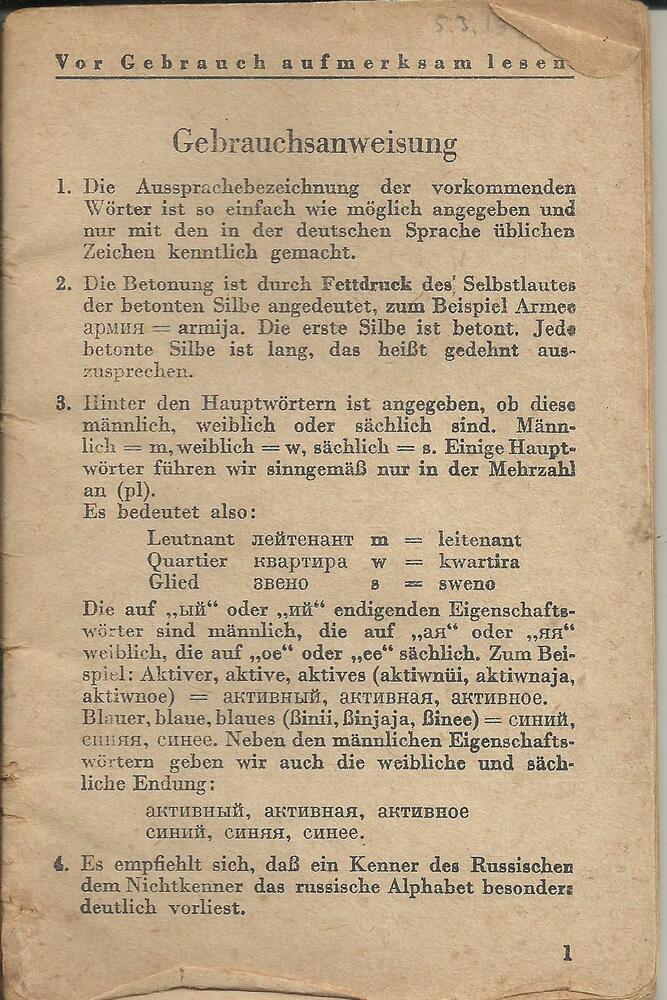 5.3.
Vor Gebrauch aufmerksam lesen
Gebrauchsanweisung
1. Die Aussprachebezeichnung der vorkommenden
Wörter ist so einfach wie möglich angegeben und
nur mit den in der deutschen Sprache üblichen
Zeichen kenntlich gemacht.
2. Die Betonung ist durch Fettdruck des Selbstlautes
der betonten Silbe angedeutet, zum Beispiel Armee
армия = armija. Die erste Silbe ist betont. Jede
betonte Silbe ist lang, das heißt gedehnt aus-
zusprechen.
3. Hinter den Hauptwörtern ist angegeben, ob diese
männlich, weiblich oder sächlich sind. Männ-
lich = m, weiblich = w, sächlich = s. Einige Haupt-
wörter führen wir sinngemäß nur in der Mehrzahl
an (pl).
Es bedeutet also:
Leutnant лейтенант m = leitenant
Quartier квартира w = kwartira
Glied звено s = sweno
Die auf „ый“ oder „ий“ endigenden Eigenschafts-
wörter sind männlich, die auf „ая“ oder „яя“
weiblich, die auf „ое“ oder „ее“ sächlich. Zum Bei-
spiel: Aktiver, aktive, aktives (aktiwnüi, aktiwnaja,
aktiwnoe) = активный, активная, активное.
Blauer, blaue, blaues (ßinii, ßinjaja, ßinee) = синий,
синяя, синее. Neben den männlichen Eigenschafts-
wörtern geben wir auch die weibliche und säch-
liche Endung:
активный, активная, активное
синий, синяя, синее.
4. Es empfiehlt sich, daß ein Kenner des Russischen
dem Nichtkenner das russische Alphabet besonders
deutlich vorliest.
1